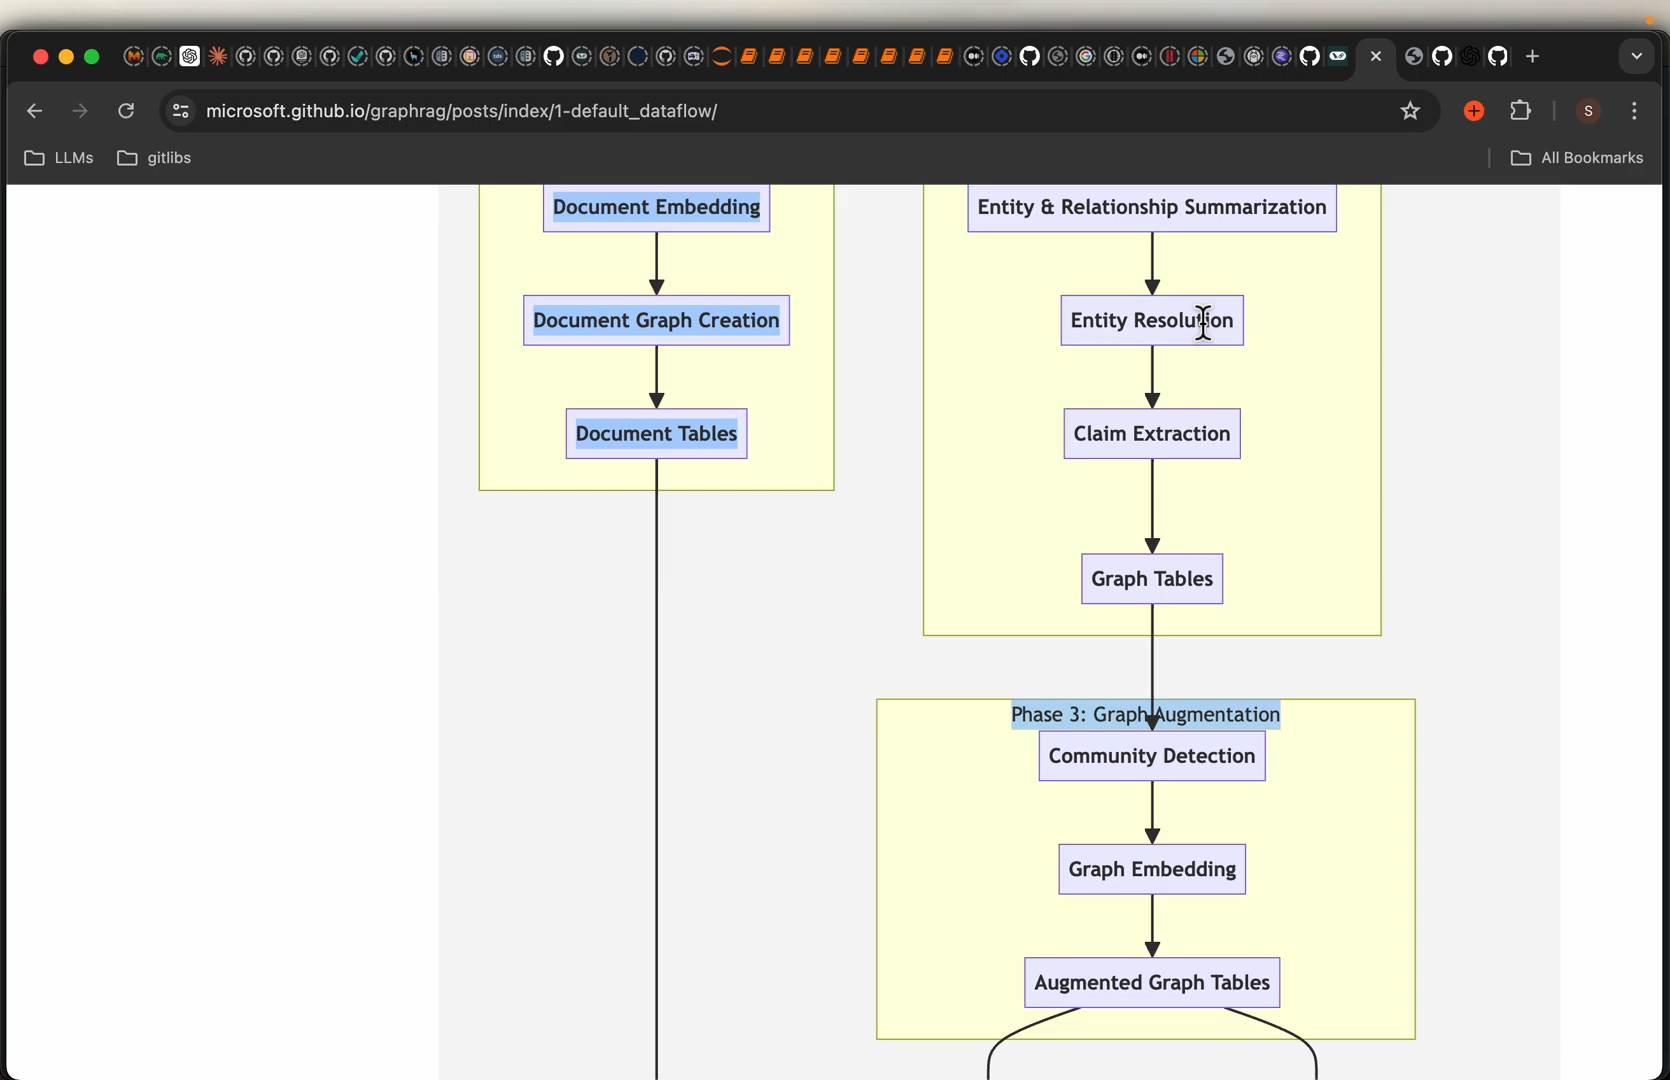 microsoft.github.io/graphrag/posts/index/1-default_dataflow/
S
LLMs
gitlibs
All Bookmarks
Document Embedding
Document Graph Creation
Document Tables
Entity & Relationship Summarization
Entity Resolution
Claim Extraction
Graph Tables
Phase 3: Graph Augmentation
Community Detection
Graph Embedding
Augmented Graph Tables